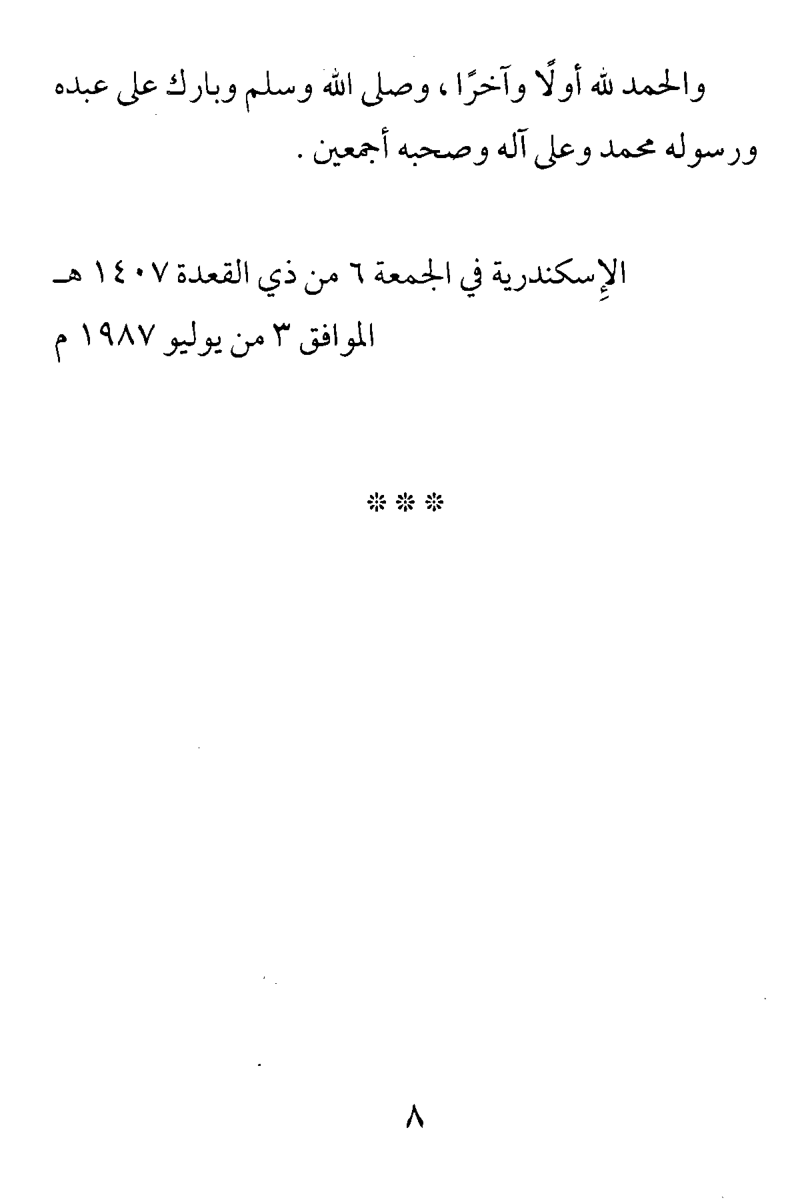 والحمد لله أولًا وآخرًا ، وصلى الله وسلم وبارك على عبده
ورسوله محمد وعلى آله وصحبه أجمعين .
الإِسكندرية في الجمعة ٦ من ذي القعدة ١٤٠٧ هـ
الموافق ٣ من يوليو ١٩٨٧ م
❊ ❊ ❊
٨